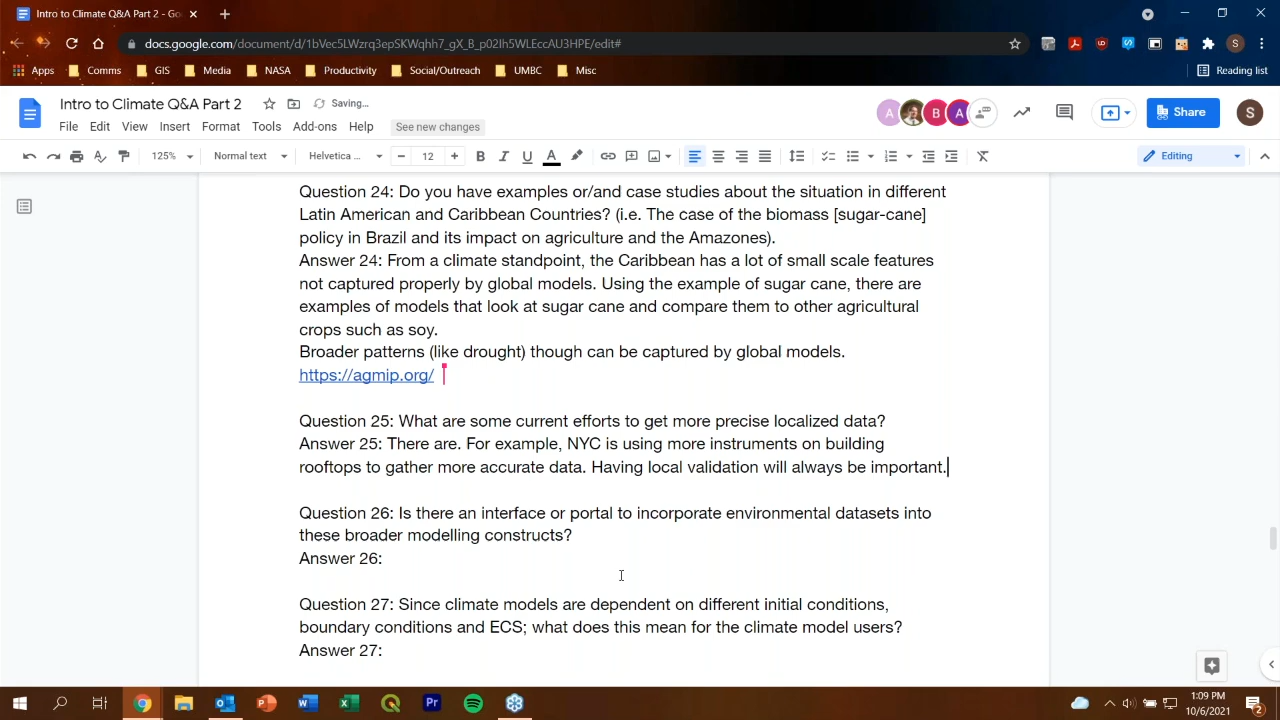 Intro to Climate Q&A Part 2 - Go
docs.google.com/document/d/1bVec5LWzrq3epSKWqhh7_gX_B_p02Ih5WLEccAU3HPE/edit#
S
Apps Comms GIS Media NASA Productivity Social/Outreach UMBC Misc Reading list
Intro to Climate Q&A Part 2 Saving...
A B A Share S
File Edit View Insert Format Tools Add-ons Help See new changes
125% Normal text Helvetica ... 12 B I U A Editing
Question 24: Do you have examples or/and case studies about the situation in different
Latin American and Caribbean Countries? (i.e. The case of the biomass [sugar-cane]
policy in Brazil and its impact on agriculture and the Amazones).
Answer 24: From a climate standpoint, the Caribbean has a lot of small scale features
not captured properly by global models. Using the example of sugar cane, there are
examples of models that look at sugar cane and compare them to other agricultural
crops such as soy.
Broader patterns (like drought) though can be captured by global models.
https://agmip.org/
Question 25: What are some current efforts to get more precise localized data?
Answer 25: There are. For example, NYC is using more instruments on building
rooftops to gather more accurate data. Having local validation will always be important.
Question 26: Is there an interface or portal to incorporate environmental datasets into
these broader modelling constructs?
Answer 26:
Question 27: Since climate models are dependent on different initial conditions,
boundary conditions and ECS; what does this mean for the climate model users?
Answer 27:
1:09 PM
10/6/2021
2